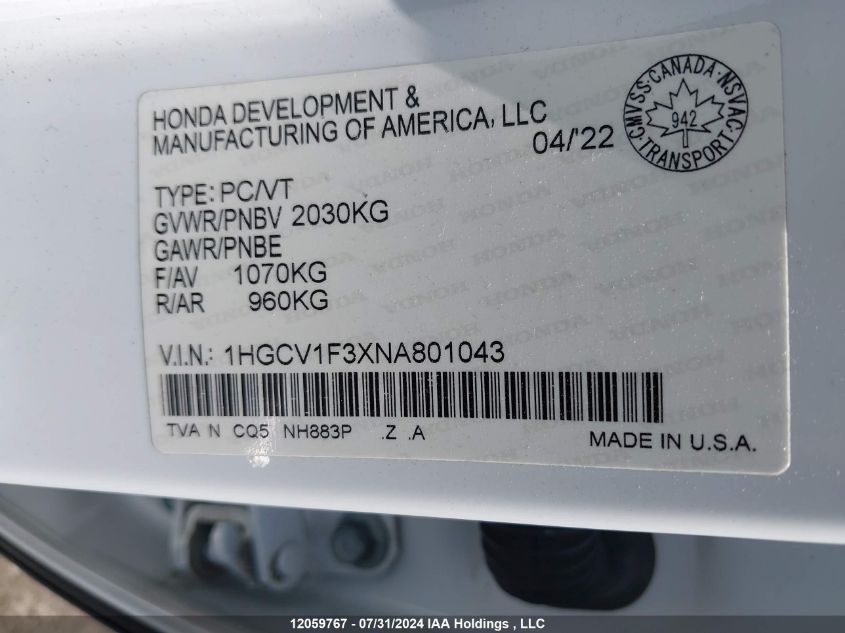 HONDA DEVELOPMENT &
MANUFACTURING OF AMERICA, LLC
04/'22
CMVSS·CANADA·NSVAC·
942
TRANSPORT
TYPE: PC/VT
GVWR/PNBV 2030KG
GAWR/PNBE
F/AV 1070KG
R/AR 960KG
V.I.N.: 1HGCV1F3XNA801043
TVA N CQ5 NH883P .Z .A
MADE IN U.S.A.
12059767 - 07/31/2024 IAA Holdings , LLC